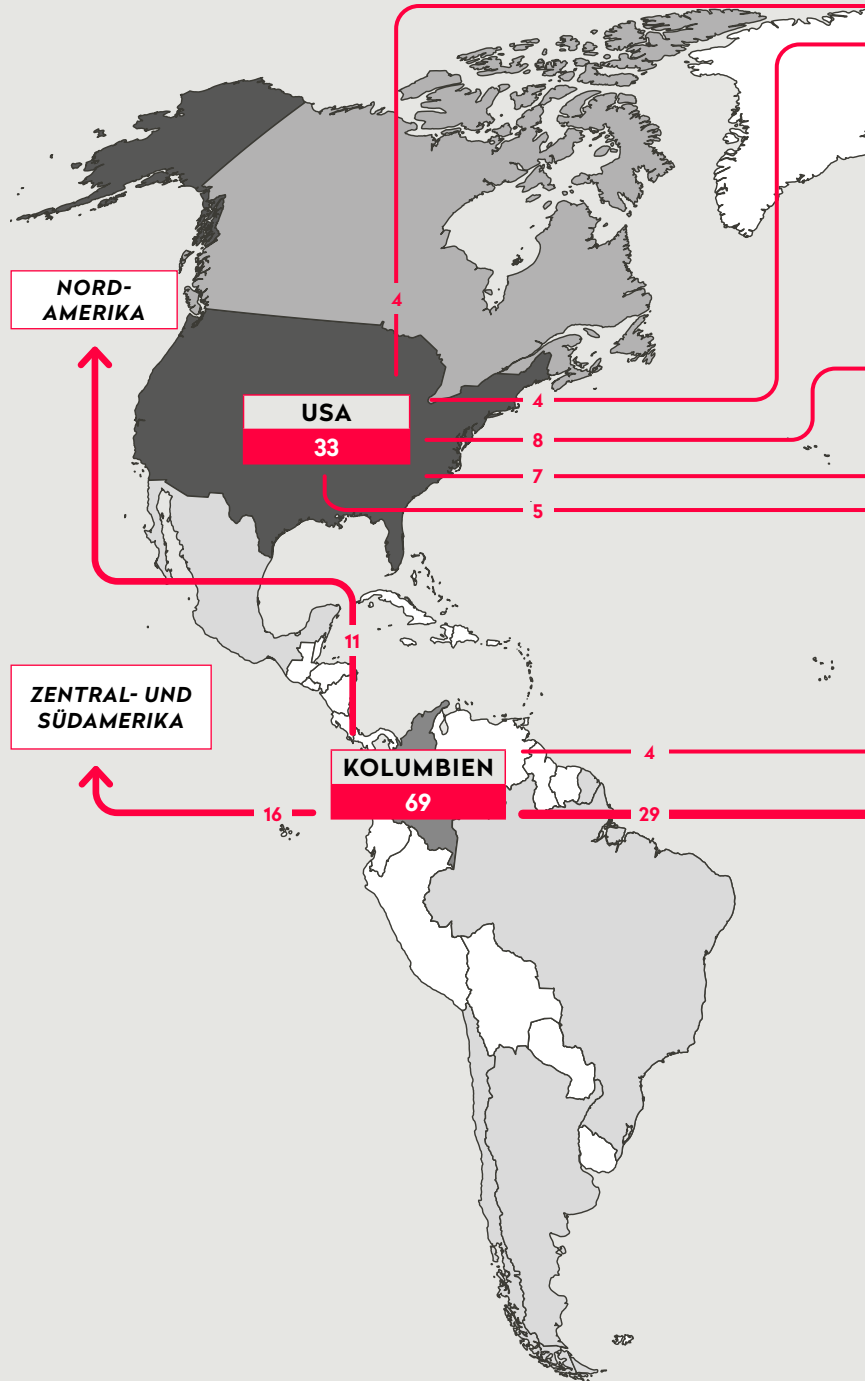 4
NORD-
AMERIKA
USA
33
4
8
7
5
11
ZENTRAL- UND
SÜDAMERIKA
KOLUMBIEN
69
4
16
29